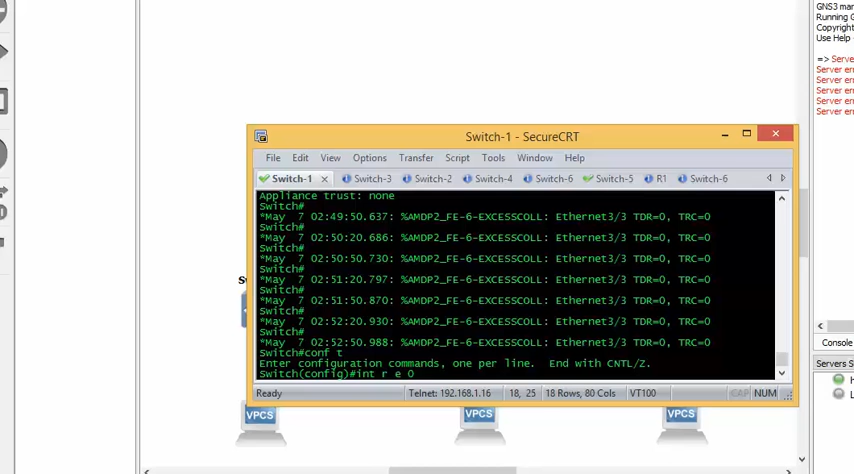 GNS3 mar
Running G
Copyright
Use Help
=> Serve
Server err
Server err
Server err
Server err
Server err
Switch-1 - SecureCRT
File Edit View Options Transfer Script Tools Window Help
Switch-1 Switch-3 Switch-2 Switch-4 Switch-6 Switch-5 R1 Switch-6
Appliance trust: none
Switch#
*May 7 02:49:50.637: %AMDP2_FE-6-EXCESSCOLL: Ethernet3/3 TDR=0, TRC=0
Switch#
*May 7 02:50:20.686: %AMDP2_FE-6-EXCESSCOLL: Ethernet3/3 TDR=0, TRC=0
Switch#
*May 7 02:50:50.730: %AMDP2_FE-6-EXCESSCOLL: Ethernet3/3 TDR=0, TRC=0
Switch#
*May 7 02:51:20.797: %AMDP2_FE-6-EXCESSCOLL: Ethernet3/3 TDR=0, TRC=0
Switch#
*May 7 02:51:50.870: %AMDP2_FE-6-EXCESSCOLL: Ethernet3/3 TDR=0, TRC=0
Switch#
*May 7 02:52:20.930: %AMDP2_FE-6-EXCESSCOLL: Ethernet3/3 TDR=0, TRC=0
Switch#
*May 7 02:52:50.988: %AMDP2_FE-6-EXCESSCOLL: Ethernet3/3 TDR=0, TRC=0
Switch#conf t
Enter configuration commands, one per line. End with CNTL/Z.
Switch(config)#int r e 0
Ready Telnet: 192.168.1.16 18, 25 18 Rows, 80 Cols VT100 CAP NUM
Console
Servers S
VPCS VPCS VPCS